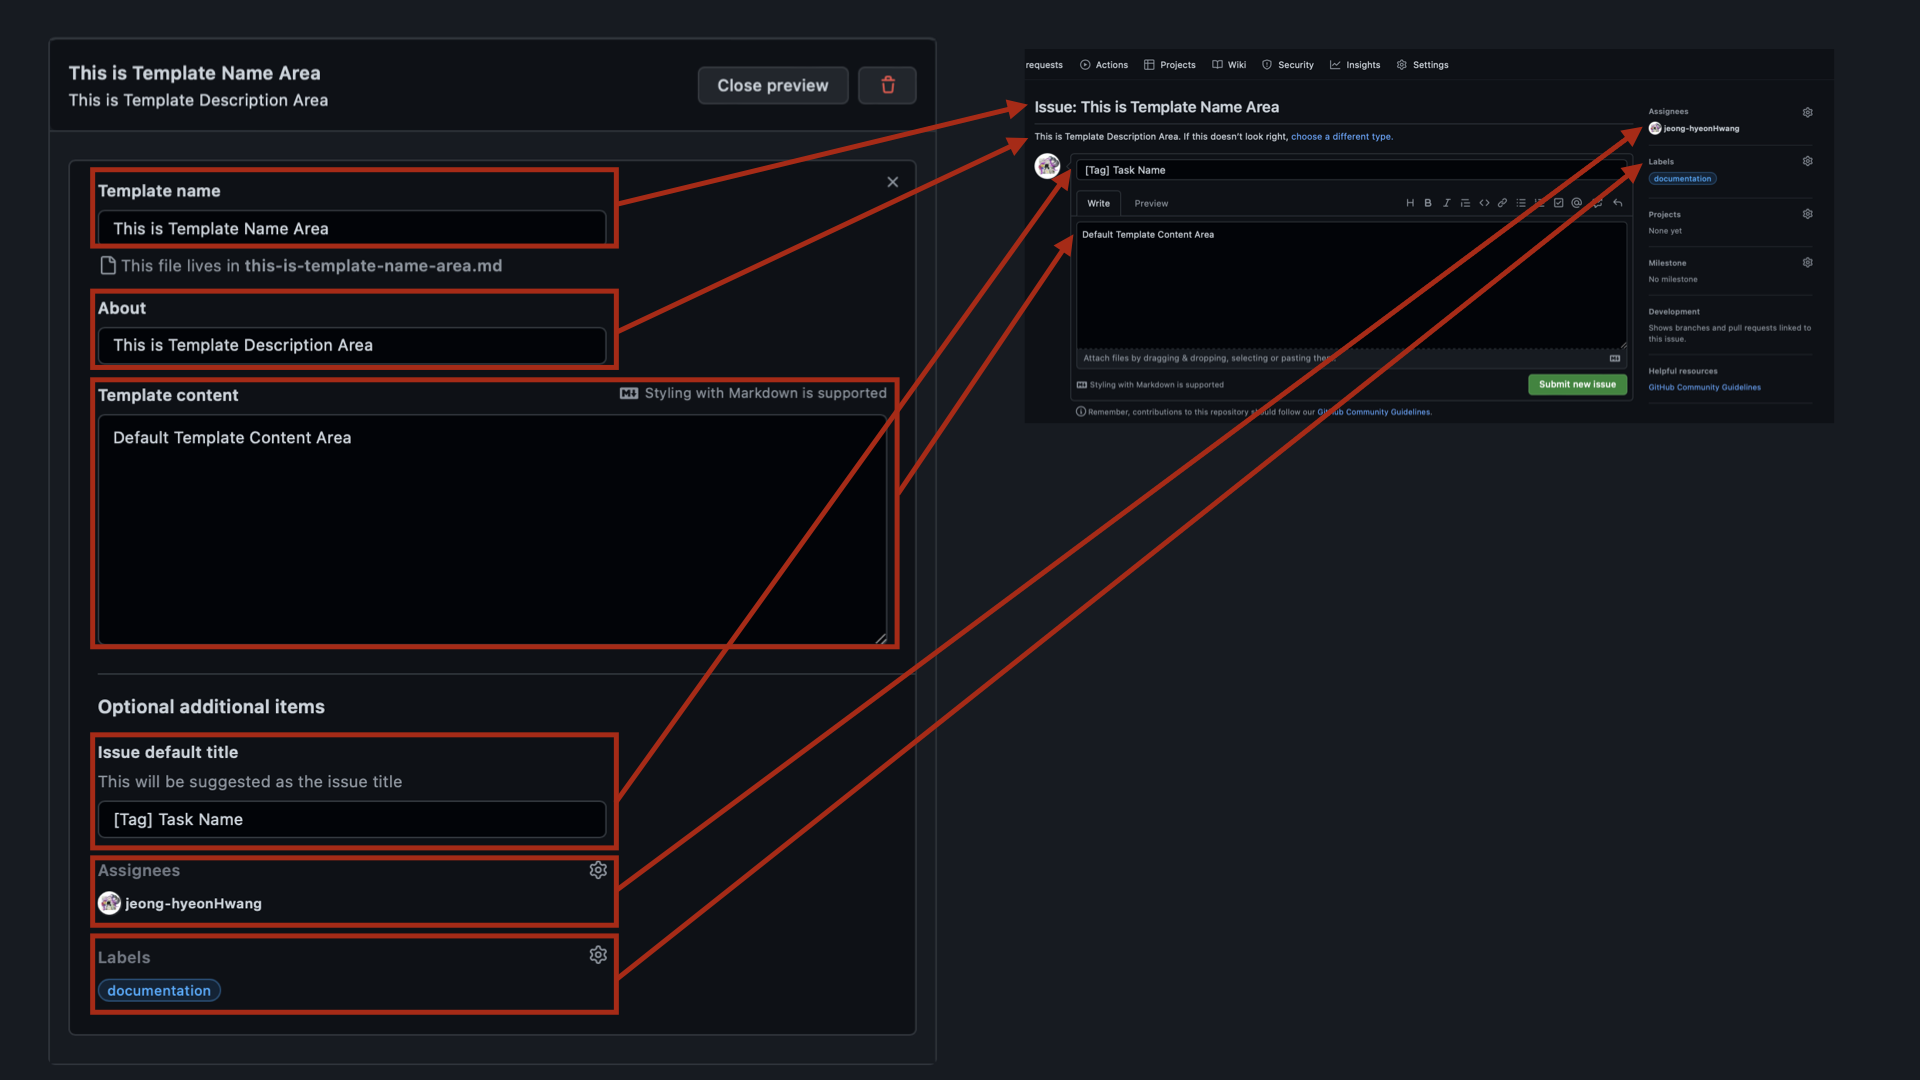 This is Template Name Area
This is Template Description Area
Close preview
Template name
This is Template Name Area
This file lives in this-is-template-name-area.md
About
This is Template Description Area
Template content
Styling with Markdown is supported
Default Template Content Area
Optional additional items
Issue default title
This will be suggested as the issue title
[Tag] Task Name
Assignees
jeong-hyeonHwang
Labels
documentation
requests Actions Projects Wiki Security Insights Settings
Issue: This is Template Name Area
This is Template Description Area. If this doesn't look right, choose a different type.
[Tag] Task Name
Write Preview
Default Template Content Area
Attach files by dragging & dropping, selecting or pasting them.
Styling with Markdown is supported
Submit new issue
Remember, contributions to this repository should follow our GitHub Community Guidelines.
Assignees
jeong-hyeonHwang
Labels
documentation
Projects
None yet
Milestone
No milestone
Development
Shows branches and pull requests linked to
this issue.
Helpful resources
GitHub Community Guidelines